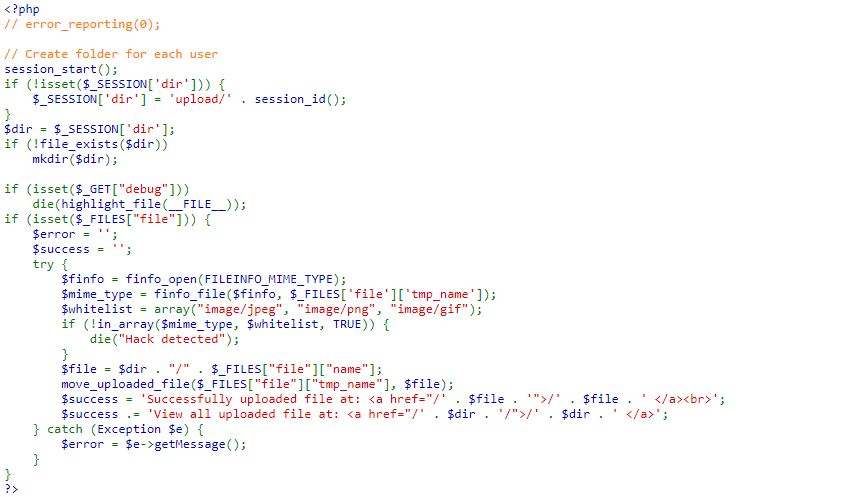 <?php
// error_reporting(0);
// Create folder for each user
session_start();
if (!isset($_SESSION['dir'])) {
    $_SESSION['dir'] = 'upload/' . session_id();
}
$dir = $_SESSION['dir'];
if (!file_exists($dir))
    mkdir($dir);
if (isset($_GET["debug"]))
    die(highlight_file(__FILE__));
if (isset($_FILES["file"])) {
    $error = '';
    $success = '';
    try {
        $finfo = finfo_open(FILEINFO_MIME_TYPE);
        $mime_type = finfo_file($finfo, $_FILES['file']['tmp_name']);
        $whitelist = array("image/jpeg", "image/png", "image/gif");
        if (!in_array($mime_type, $whitelist, TRUE)) {
            die("Hack detected");
        }
        $file = $dir . "/" . $_FILES["file"]["name"];
        move_uploaded_file($_FILES["file"]["tmp_name"], $file);
        $success = 'Successfully uploaded file at: <a href="/' . $file . '">/' . $file . ' </a><br>';
        $success .= 'View all uploaded file at: <a href="/' . $dir . '/">/' . $dir . ' </a>';
    } catch (Exception $e) {
        $error = $e->getMessage();
    }
}
?>